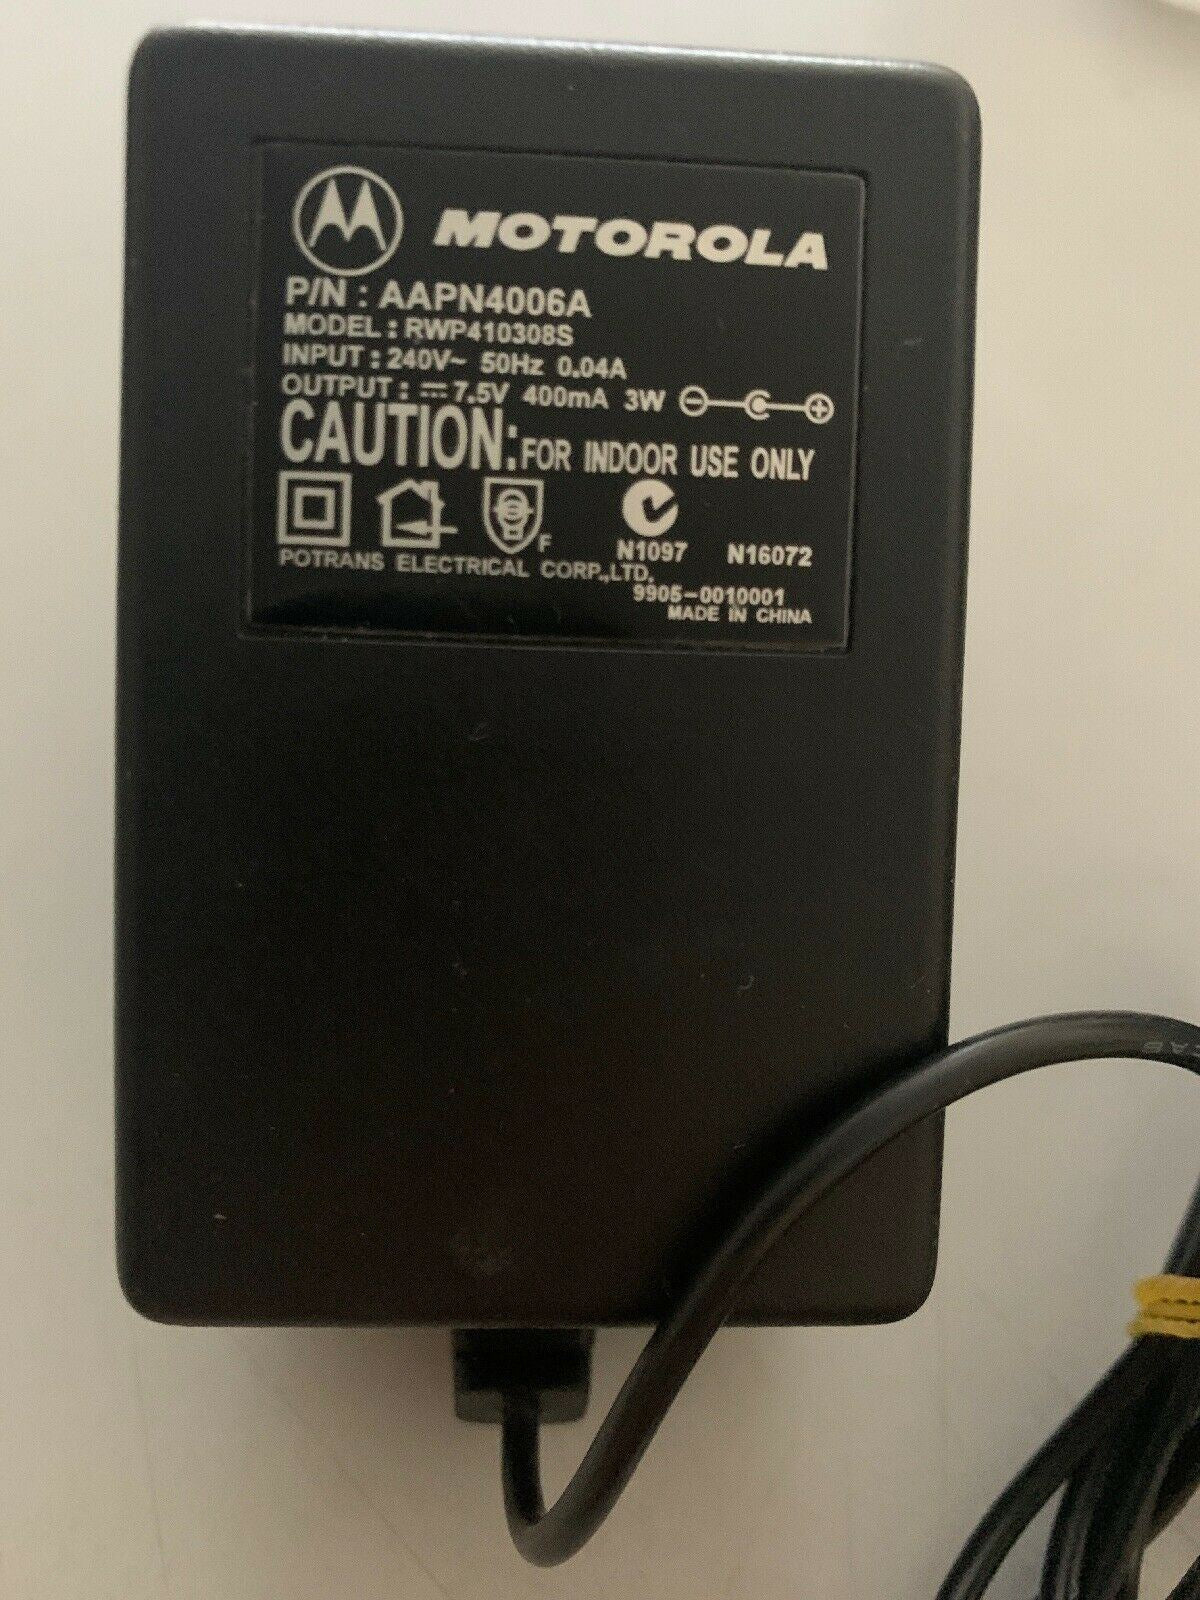 MOTOROLA
P/N : AAPN4006A
MODEL : RWP410308S
INPUT : 240V~ 50Hz 0.04A
OUTPUT : ⎓ 7.5V 400mA 3W
CAUTION: FOR INDOOR USE ONLY
F
N1097 N16072
POTRANS ELECTRICAL CORP.,LTD.
9905-0010001
MADE IN CHINA